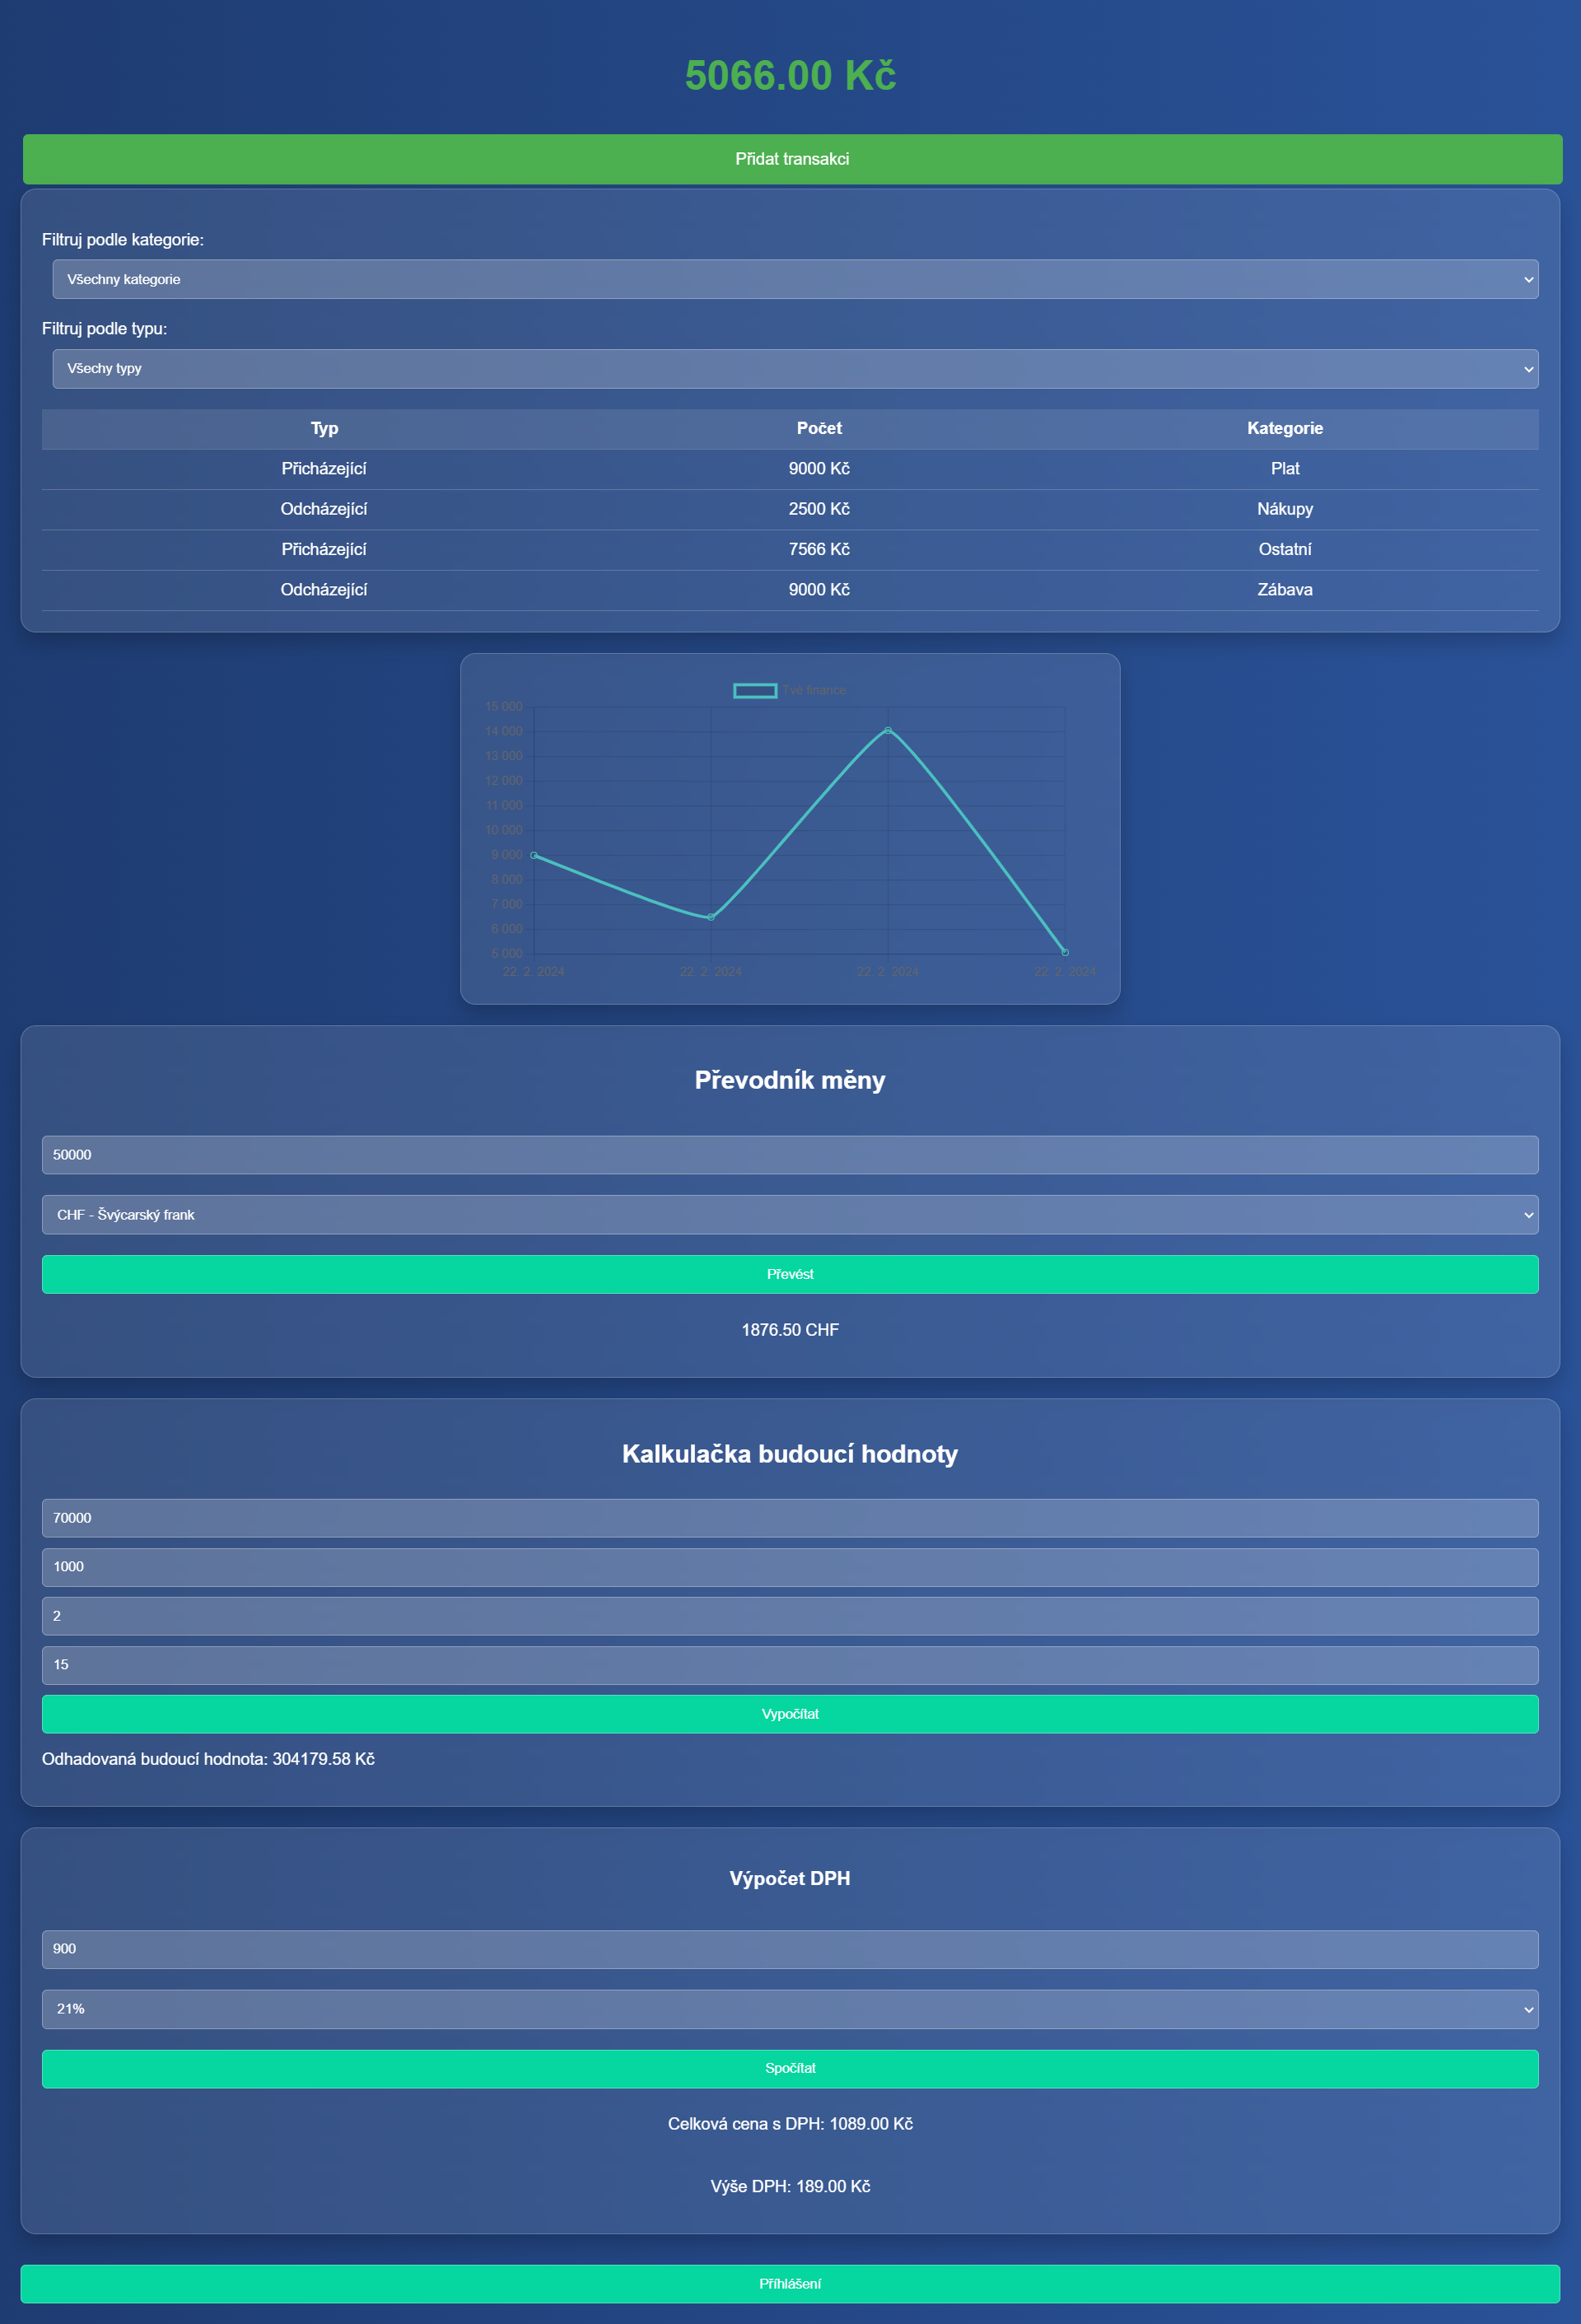 5066.00 Kč
Přidat transakci
Filtruj podle kategorie:
Všechny kategorie
Filtruj podle typu:
Všechy typy
Typ Počet Kategorie
Přicházející 9000 Kč Plat
Odcházející 2500 Kč Nákupy
Přicházející 7566 Kč Ostatní
Odcházející 9000 Kč Zábava
Tvé finance
15 000
14 000
13 000
12 000
11 000
10 000
9 000
8 000
7 000
6 000
5 000
22. 2. 2024 22. 2. 2024 22. 2. 2024 22. 2. 2024
Převodník měny
50000
CHF - Švýcarský frank
Převést
1876.50 CHF
Kalkulačka budoucí hodnoty
70000
1000
2
15
Vypočítat
Odhadovaná budoucí hodnota: 304179.58 Kč
Výpočet DPH
900
21%
Spočítat
Celková cena s DPH: 1089.00 Kč
Výše DPH: 189.00 Kč
Příhlášení